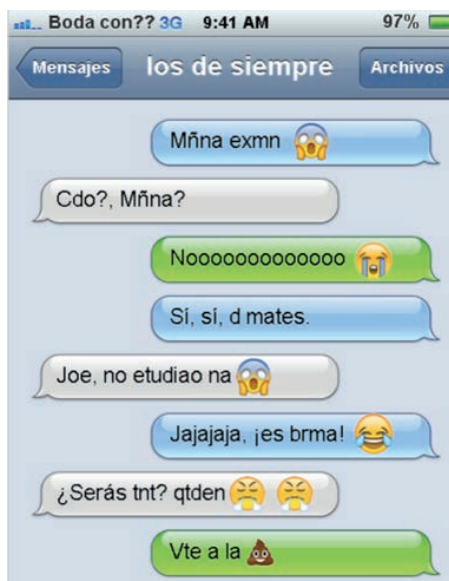 Boda con?? 3G 9:41 AM 97%
Mensajes los de siempre Archivos
Mñna exmn 😱
Cdo?, Mñna?
Nooooooooooooo 😭
Sí, sí, d mates.
Joe, no etudiao na 😱
Jajajaja, ¡es brma! 😂
¿Serás tnt? qtden 😤 😤
Vte a la 💩